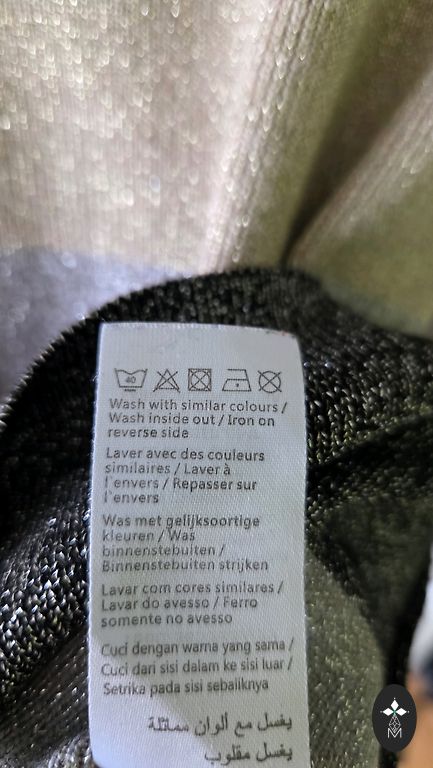 40
Wash with similar colours /
Wash inside out / Iron on
reverse side
Laver avec des couleurs
similaires / Laver à
l'envers / Repasser sur
l'envers
Was met gelijksoortige
kleuren / Was
binnenstebuiten /
Binnenstebuiten strijken
Lavar com cores similares /
Lavar do avesso / Ferro
somente no avesso
Cuci dengan warna yang sama /
Cuci dari sisi dalam ke sisi luar /
Setrika pada sisi sebaliknya
يغسل مع ألوان مماثلة
يغسل مقلوب
M